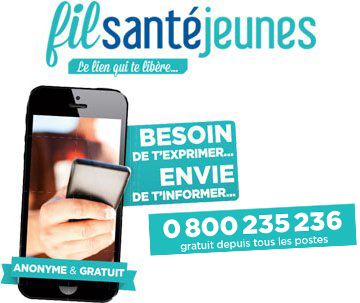 filsantéjeunes
Le lien qui te libère...
BESOIN
DE T'EXPRIMER...
ENVIE
DE T'INFORMER...
0 800 235 236
gratuit depuis tous les postes
ANONYME & GRATUIT